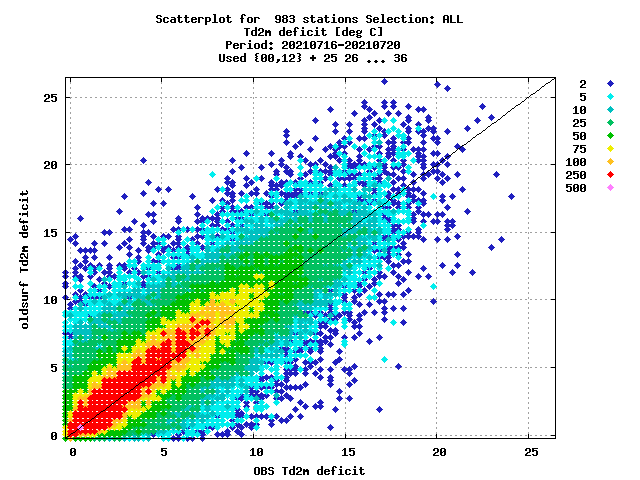 Scatterplot for  983 stations Selection: ALL
Td2m deficit [deg C]
Period: 20210716-20210720
Used {00,12} + 25 26 ... 36
25
20
15
10
5
0
oldsurf Td2m deficit
0 5 10 15 20 25
OBS Td2m deficit
2
5
10
25
50
75
100
250
500